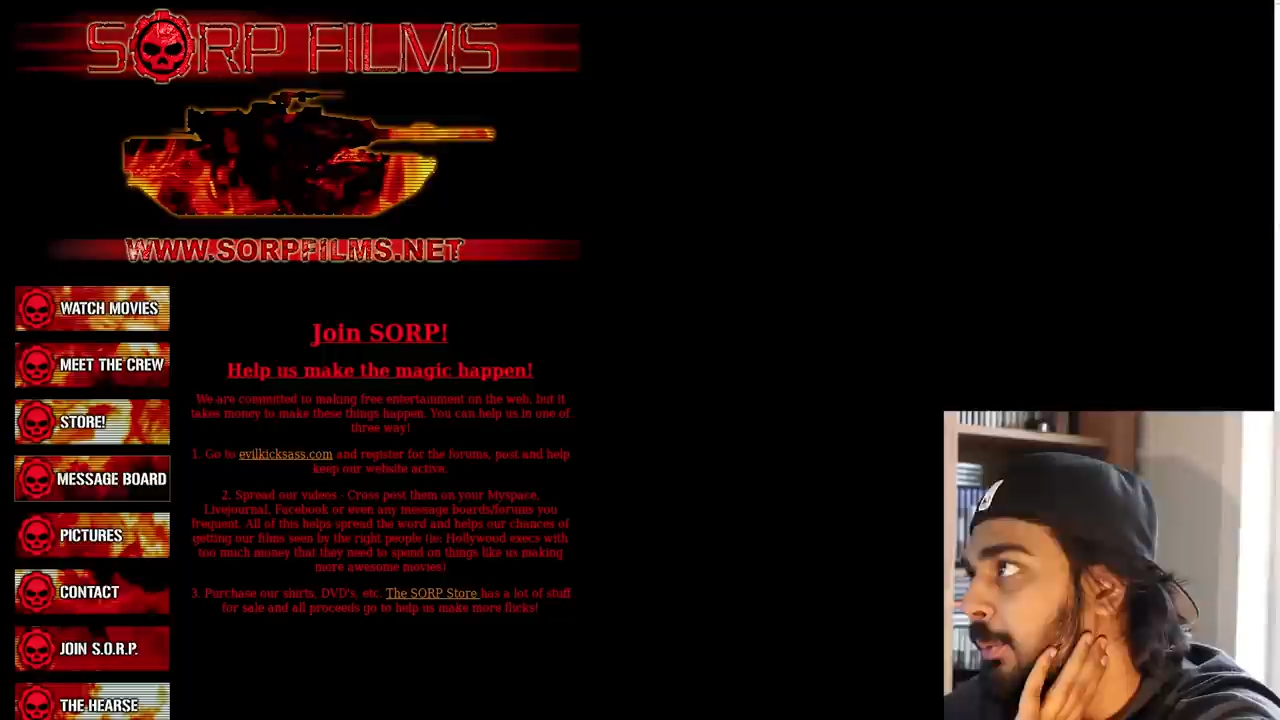 SORP FILMS
WWW.SORPFILMS.NET
WATCH MOVIES
MEET THE CREW
STORE!
MESSAGE BOARD
PICTURES
CONTACT
JOIN S.O.R.P.
THE HEARSE
Join SORP!
Help us make the magic happen!
We are committed to making free entertainment on the web, but it
takes money to make these things happen. You can help us in one of
three way!
1. Go to evilkicksass.com and register for the forums, post and help
keep our website active.
2. Spread our videos - Cross post them on your Myspace,
Livejournal, Facebook or even any message boards/forums you
frequent. All of this helps spread the word and helps our chances of
getting our films seen by the right people (ie: Hollywood execs with
too much money that they need to spend on things like us making
more awesome movies)
3. Purchase our shirts, DVD's, etc. The SORP Store has a lot of stuff
for sale and all proceeds go to help us make more flicks!